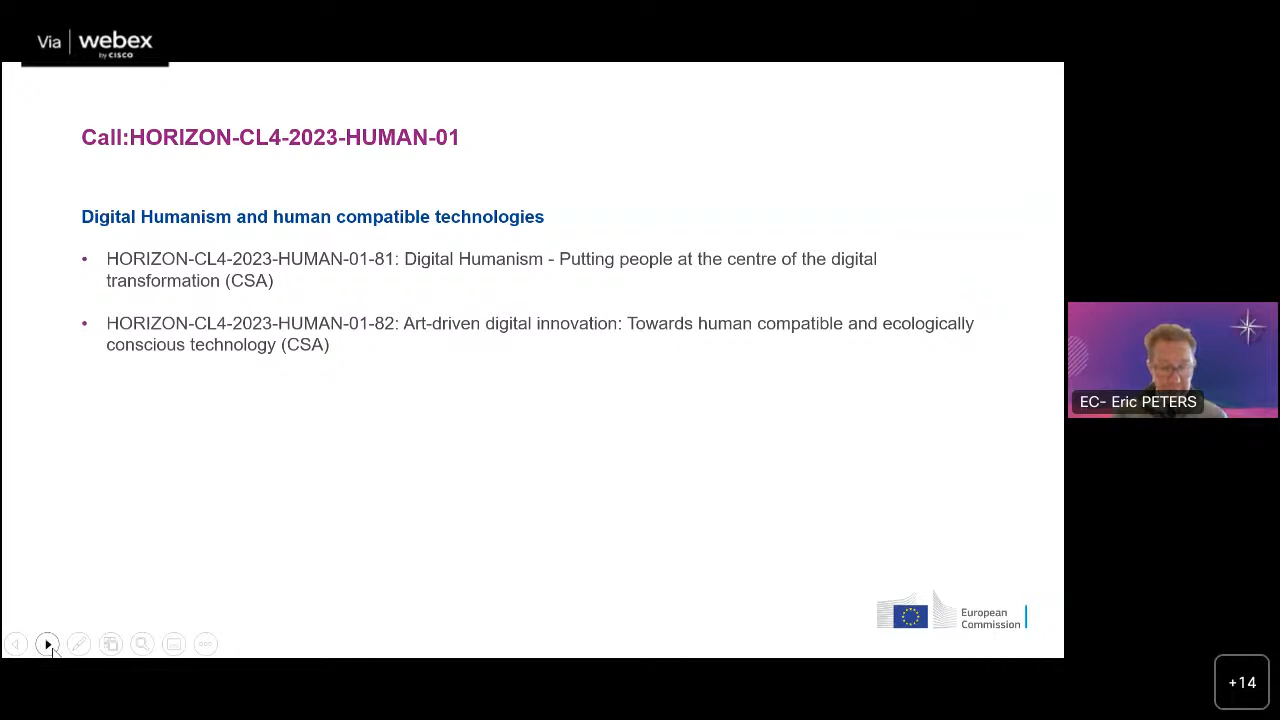 Via webex
by CISCO
Call:HORIZON-CL4-2023-HUMAN-01
Digital Humanism and human compatible technologies
• HORIZON-CL4-2023-HUMAN-01-81: Digital Humanism - Putting people at the centre of the digital
transformation (CSA)
• HORIZON-CL4-2023-HUMAN-01-82: Art-driven digital innovation: Towards human compatible and ecologically
conscious technology (CSA)
EC- Eric PETERS
European
Commission
+14